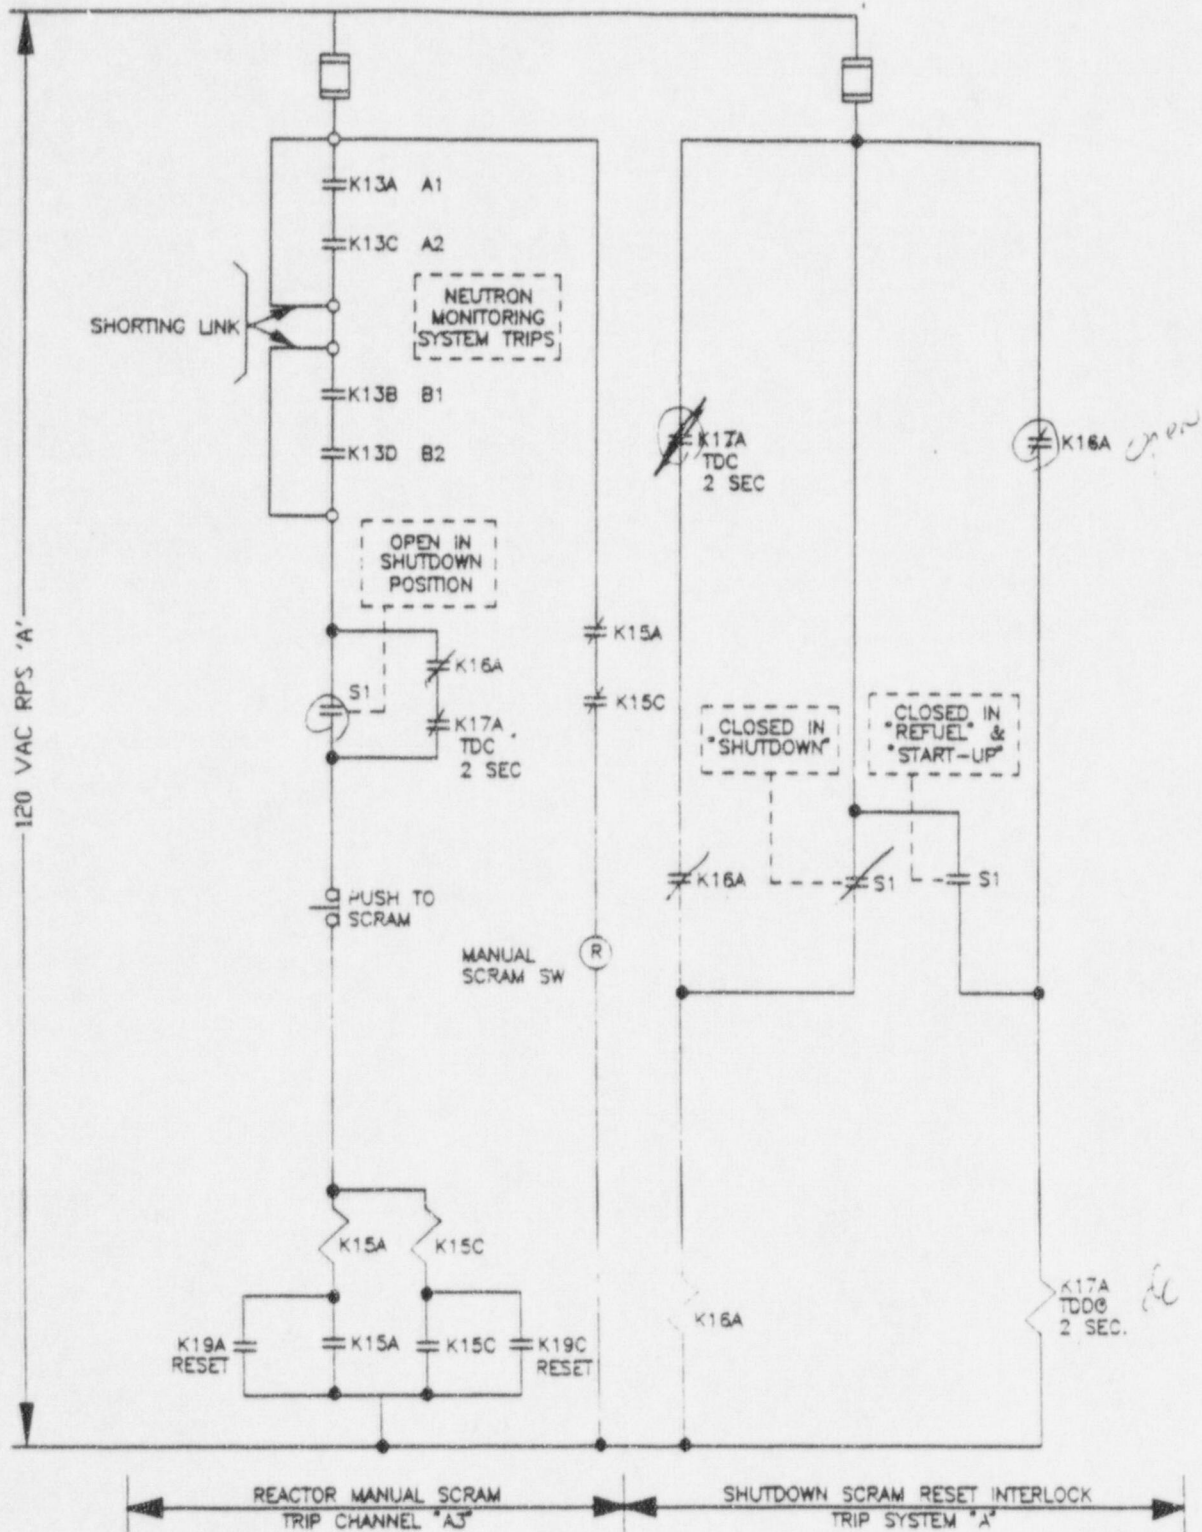 120 VAC RPS 'A'
K13A A1
K13C A2
SHORTING LINK
NEUTRON
MONITORING
SYSTEM TRIPS
K13B B1
K13D B2
K17A
TDC
2 SEC
K16A
open
OPEN IN
SHUTDOWN
POSITION
K15A
K16A
S1
K15C
K17A
TDC
2 SEC
CLOSED IN
"SHUTDOWN"
CLOSED IN
"REFUEL" &
"START-UP"
K16A
S1
S1
PUSH TO
SCRAM
MANUAL
SCRAM SW
R
K15A
K15C
K16A
K17A
2 SEC.
K19A
RESET
K15A
K15C
K19C
RESET
REACTOR MANUAL SCRAM
TRIP CHANNEL "A3"
SHUTDOWN SCRAM RESET INTERLOCK
TRIP SYSTEM "A"